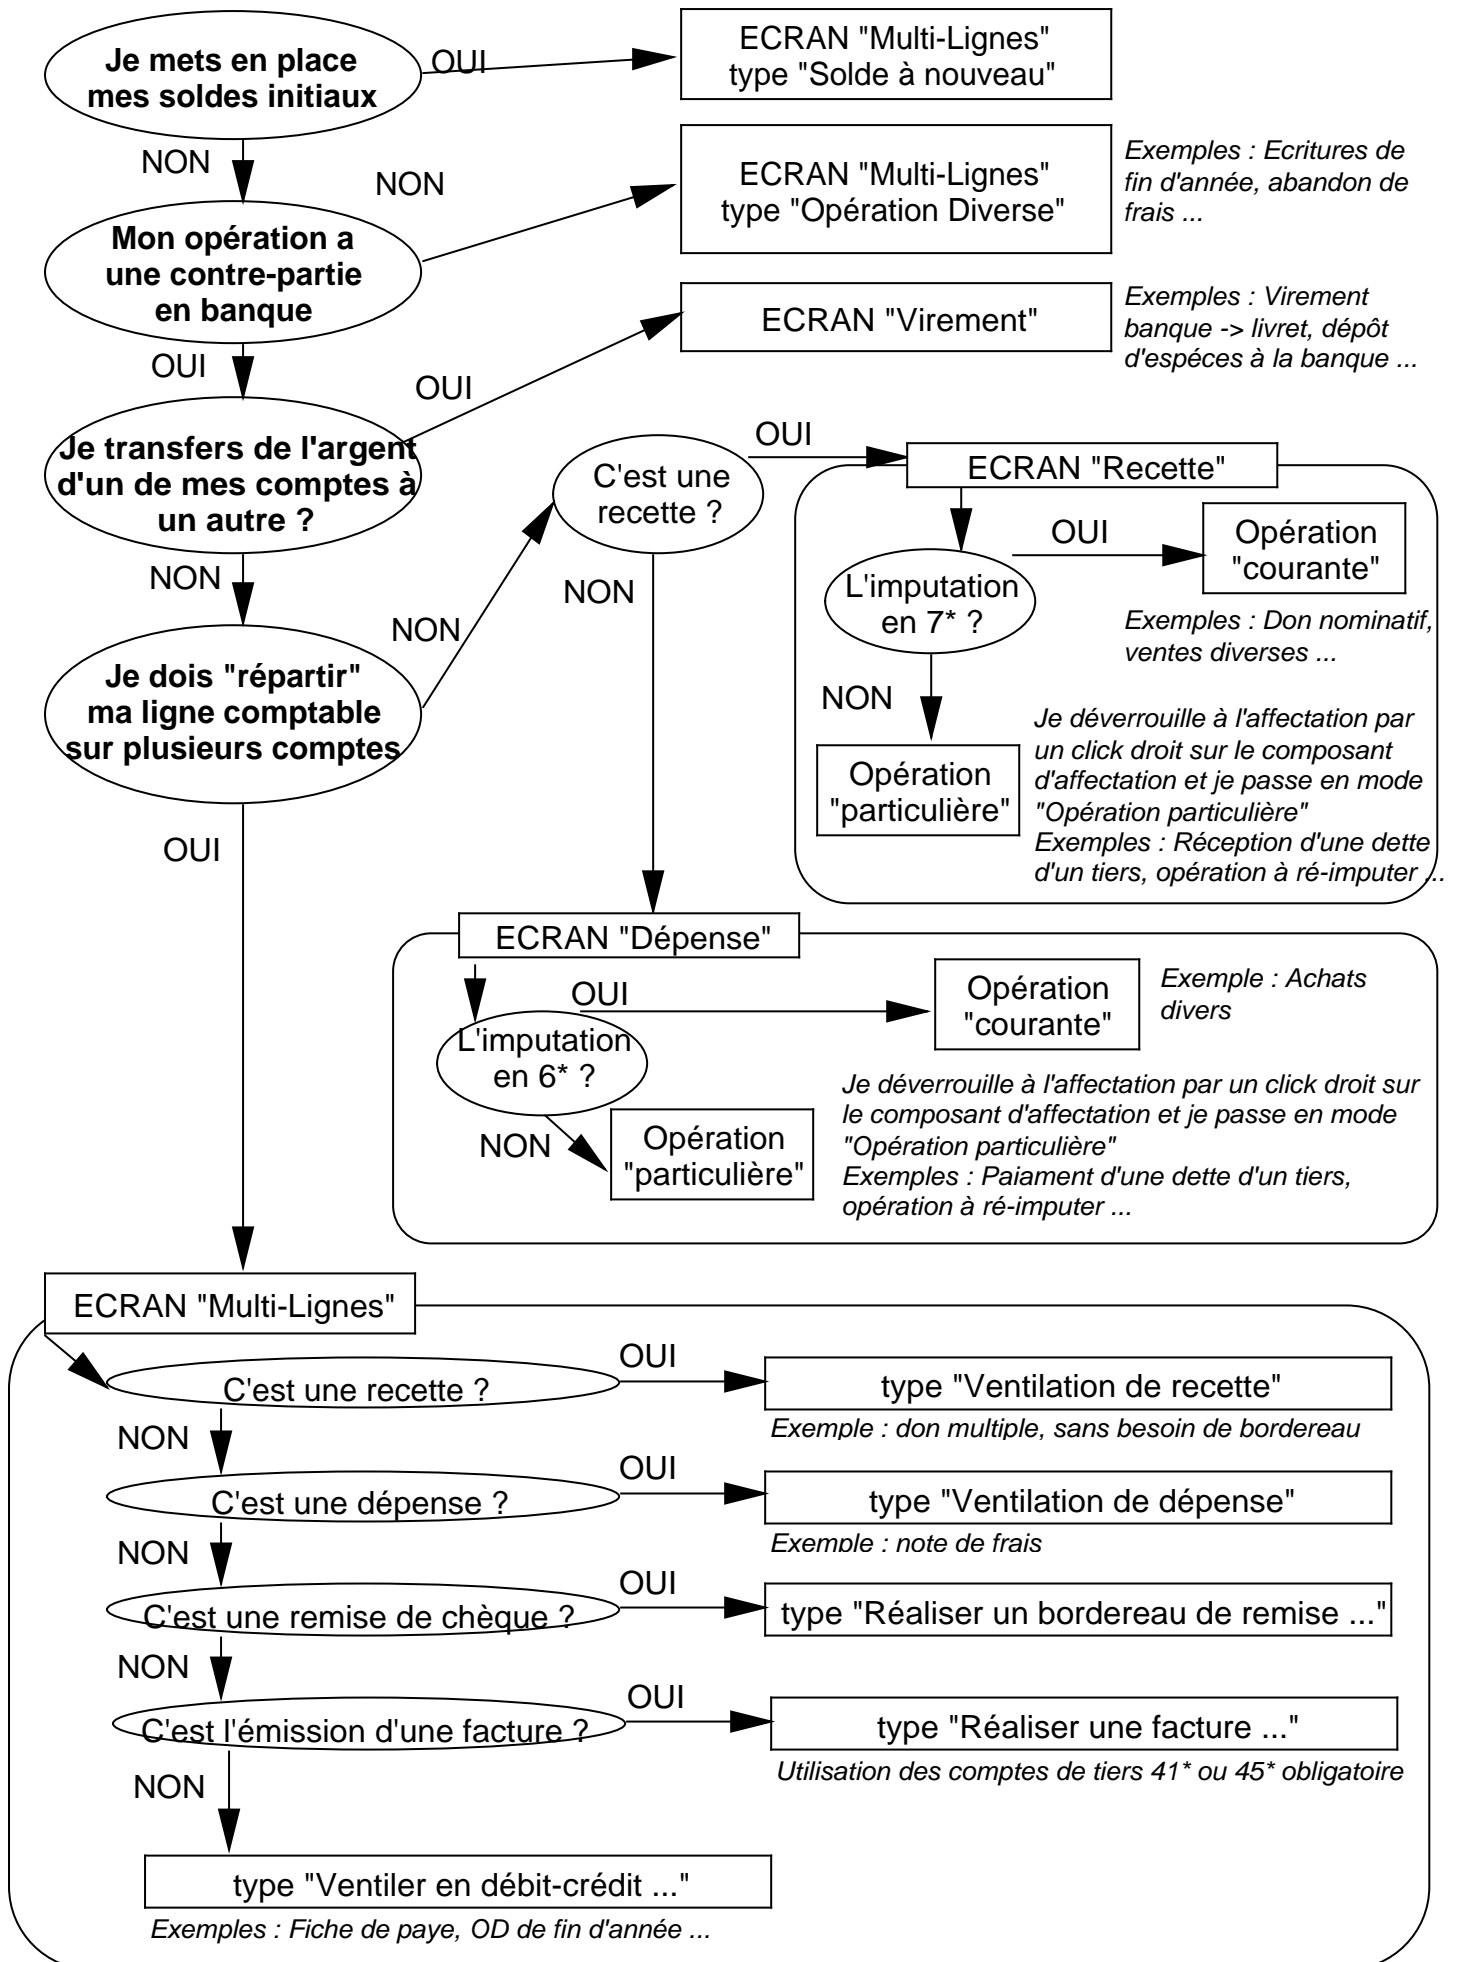 Je mets en place
mes soldes initiaux
OUI
ECRAN "Multi-Lignes"
type "Solde à nouveau"
NON
NON
ECRAN "Multi-Lignes"
type "Opération Diverse"
Exemples : Ecritures de
fin d'année, abandon de
frais ...
Mon opération a
une contre-partie
en banque
OUI
OUI
ECRAN "Virement"
Exemples : Virement
banque -> livret, dépôt
d'espéces à la banque ...
Je transfers de l'argent
d'un de mes comptes à
un autre ?
NON
NON
C'est une
recette ?
OUI
NON
ECRAN "Recette"
L'imputation
en 7* ?
OUI
Opération
"courante"
Exemples : Don nominatif,
ventes diverses ...
NON
Opération
"particulière"
Je déverrouille à l'affectation par
un click droit sur le composant
d'affectation et je passe en mode
"Opération particulière"
Exemples : Réception d'une dette
d'un tiers, opération à ré-imputer ...
Je dois "répartir"
ma ligne comptable
sur plusieurs comptes
OUI
ECRAN "Dépense"
L'imputation
en 6* ?
OUI
Opération
"courante"
Exemple : Achats
divers
NON
Opération
"particulière"
Je déverrouille à l'affectation par un click droit sur
le composant d'affectation et je passe en mode
"Opération particulière"
Exemples : Paiament d'une dette d'un tiers,
opération à ré-imputer ...
ECRAN "Multi-Lignes"
C'est une recette ?
OUI
type "Ventilation de recette"
Exemple : don multiple, sans besoin de bordereau
NON
C'est une dépense ?
OUI
type "Ventilation de dépense"
Exemple : note de frais
NON
C'est une remise de chèque ?
OUI
type "Réaliser un bordereau de remise ..."
NON
C'est l'émission d'une facture ?
OUI
type "Réaliser une facture ..."
Utilisation des comptes de tiers 41* ou 45* obligatoire
NON
type "Ventiler en débit-crédit ..."
Exemples : Fiche de paye, OD de fin d'année ...